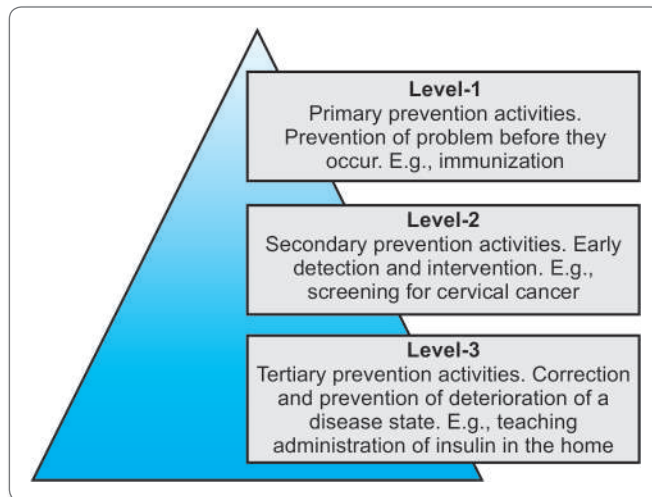 Level-1
Primary prevention activities.
Prevention of problem before they
occur. E.g., immunization
Level-2
Secondary prevention activities. Early
detection and intervention. E.g.,
screening for cervical cancer
Level-3
Tertiary prevention activities. Correction
and prevention of deterioration of a
disease state. E.g., teaching
administration of insulin in the home